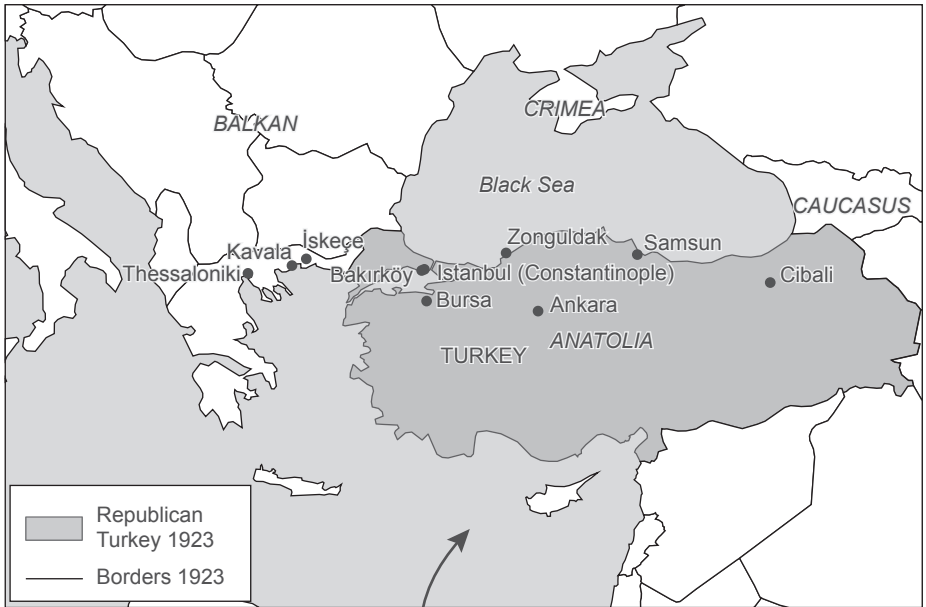 BALKAN
CRIMEA
Black Sea
CAUCASUS
İskeçe
Kavala
Thessaloniki
Zonguldak
Samsun
Bakırköy
Istanbul (Constantinople)
Cibali
Bursa
Ankara
ANATOLIA
TURKEY
Republican
Turkey 1923
Borders 1923